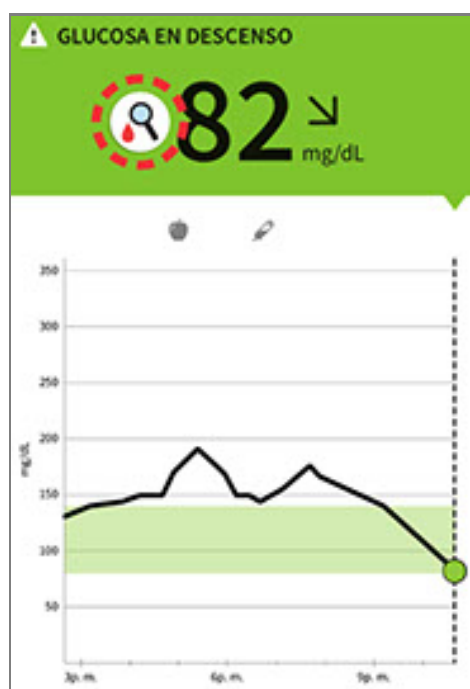 GLUCOSA EN DESCENSO
82
mg/dL
350
300
250
200
150
100
50
mg/dL
3p. m.
6p. m.
9p. m.